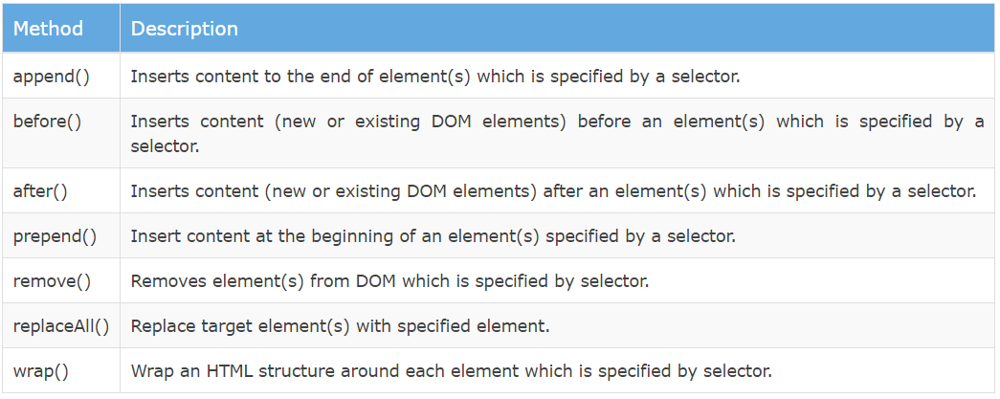 Method Description
append() Inserts content to the end of element(s) which is specified by a selector.
before() Inserts content (new or existing DOM elements) before an element(s) which is specified by a
selector.
after() Inserts content (new or existing DOM elements) after an element(s) which is specified by a selector.
prepend() Insert content at the beginning of an element(s) specified by a selector.
remove() Removes element(s) from DOM which is specified by selector.
replaceAll() Replace target element(s) with specified element.
wrap() Wrap an HTML structure around each element which is specified by selector.